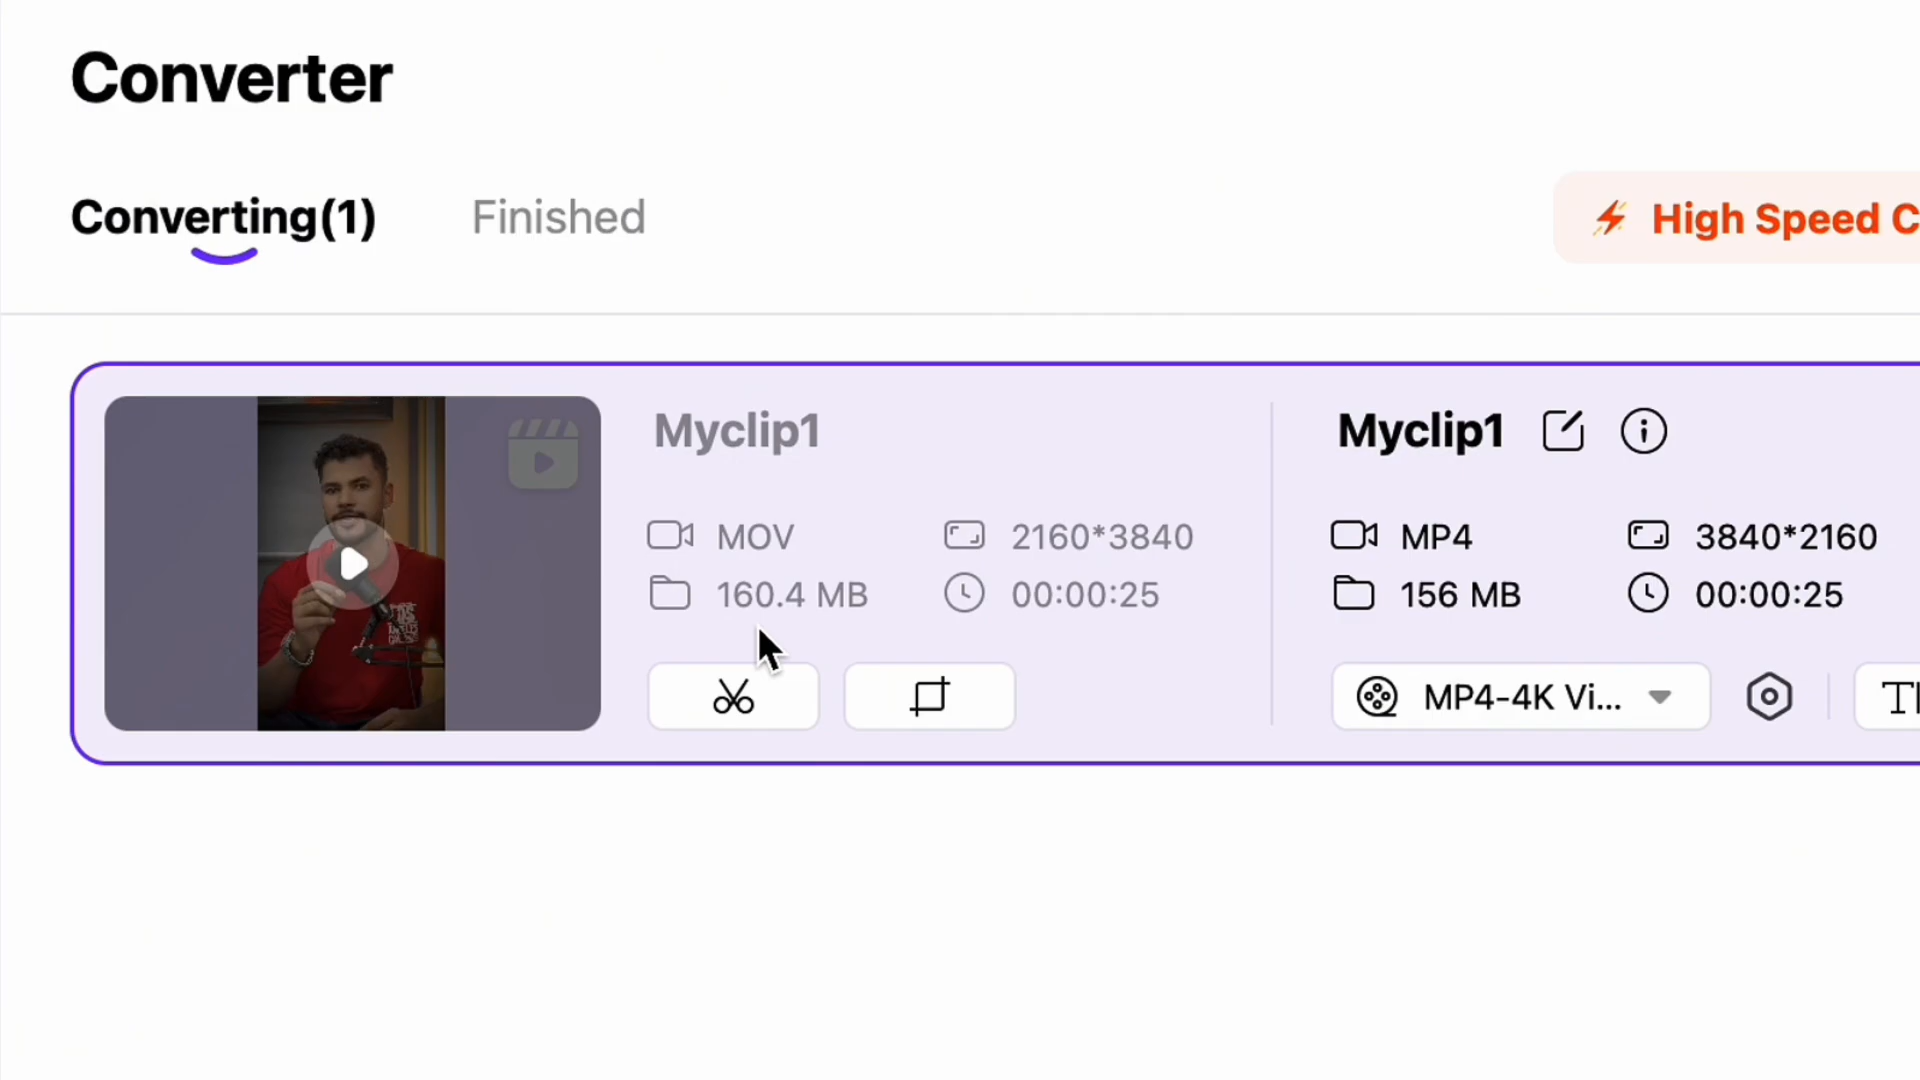 Converter
Converting(1) Finished
High Speed C
Myclip1
MOV 2160*3840
160.4 MB 00:00:25
Myclip1
MP4 3840*2160
156 MB 00:00:25
MP4-4K Vi...